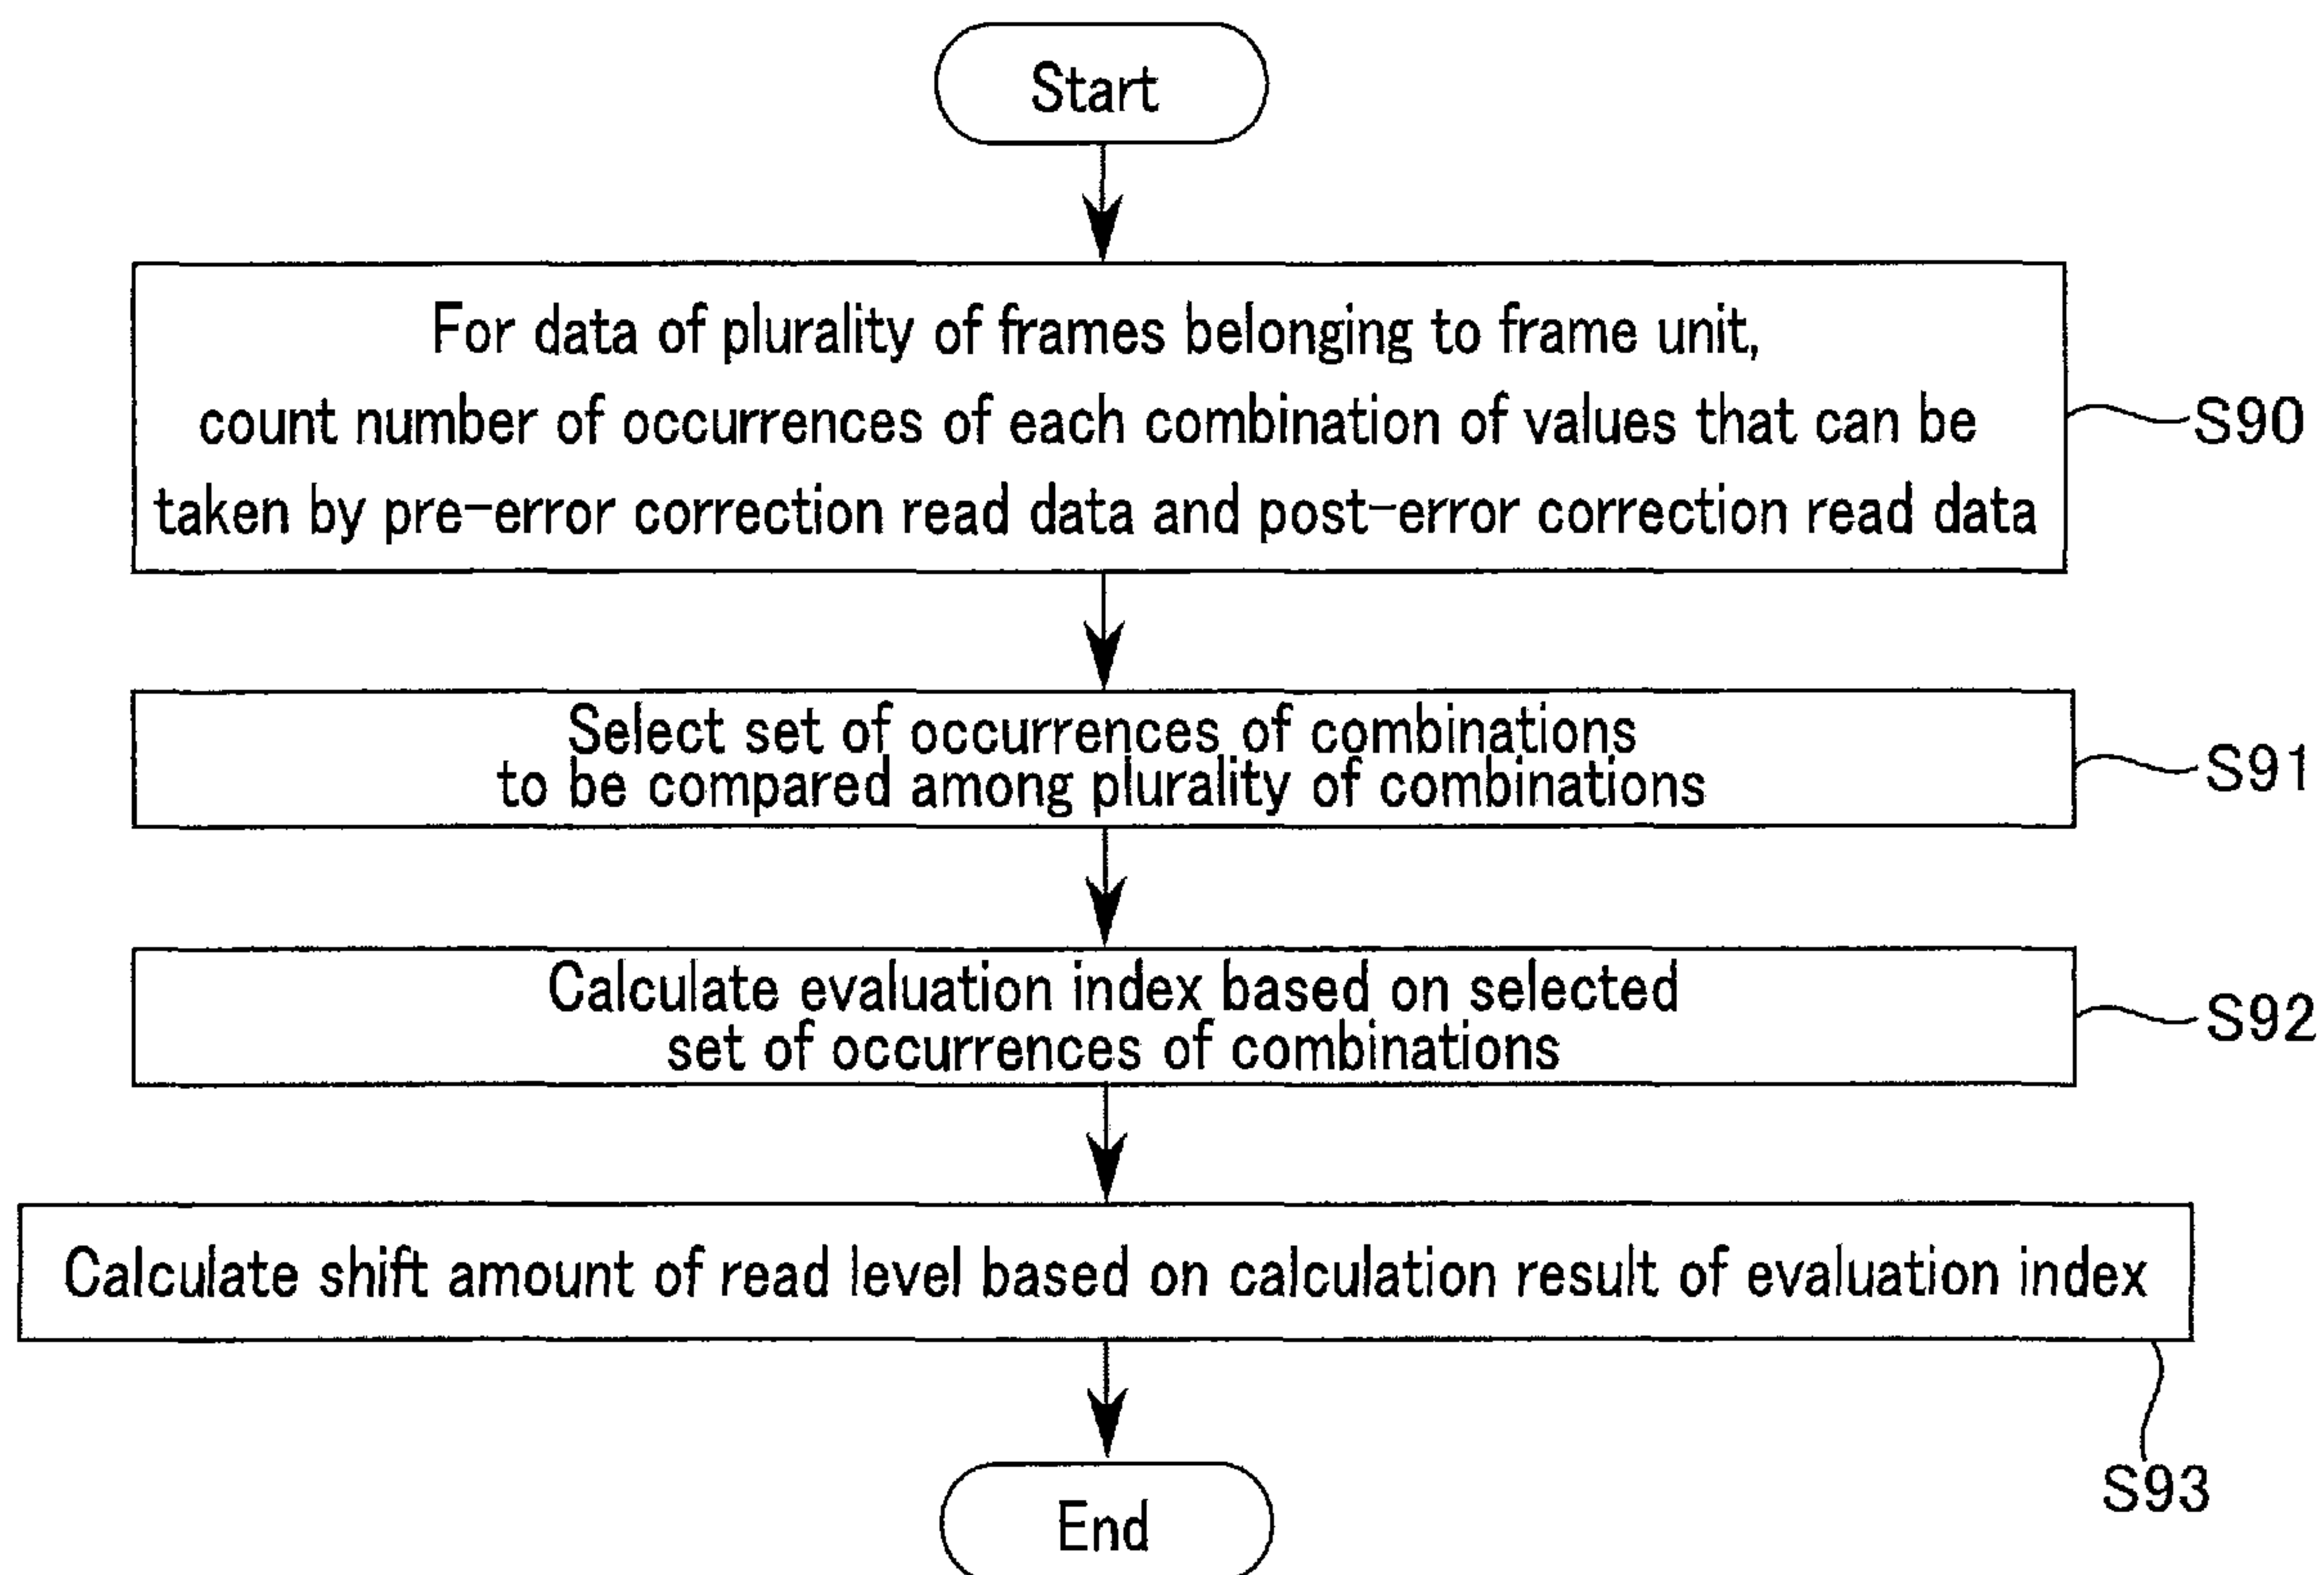 Start
For data of plurality of frames belonging to frame unit,
count number of occurrences of each combination of values that can be
taken by pre-error correction read data and post-error correction read data
S90
Select set of occurrences of combinations
to be compared among plurality of combinations
S91
Calculate evaluation index based on selected
set of occurrences of combinations
S92
Calculate shift amount of read level based on calculation result of evaluation index
S93
End